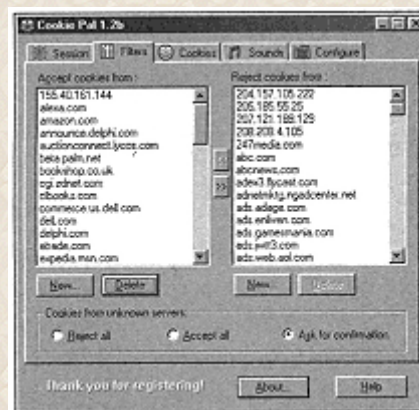 Cookie Pal 1.2b
Session Filters Cookies Sounds Configure
Accept cookies from:
155.40.161.144
alexa.com
amazon.com
announce.delphi.com
auctionconnect.lycos.com
beta.palm.net
bookshop.co.uk
cgi.zdnet.com
clbooks.com
commerce.us.dell.com
dell.com
delphi.com
ebade.com
expedia.msn.com
New... Delete
Reject cookies from:
204.157.105.222
206.185.55.25
207.121.188.129
208.208.4.105
247media.com
abc.com
abcnews.com
adex3.flycast.com
adnetmktg.ngadcenter.net
ads.adage.com
ads.enliven.com
ads.gamesmania.com
ads.jwtt3.com
ads.web.aol.com
New... Delete
Cookies from unknown servers:
Reject all Accept all Ask for confirmation
Thank you for registering! About... Help